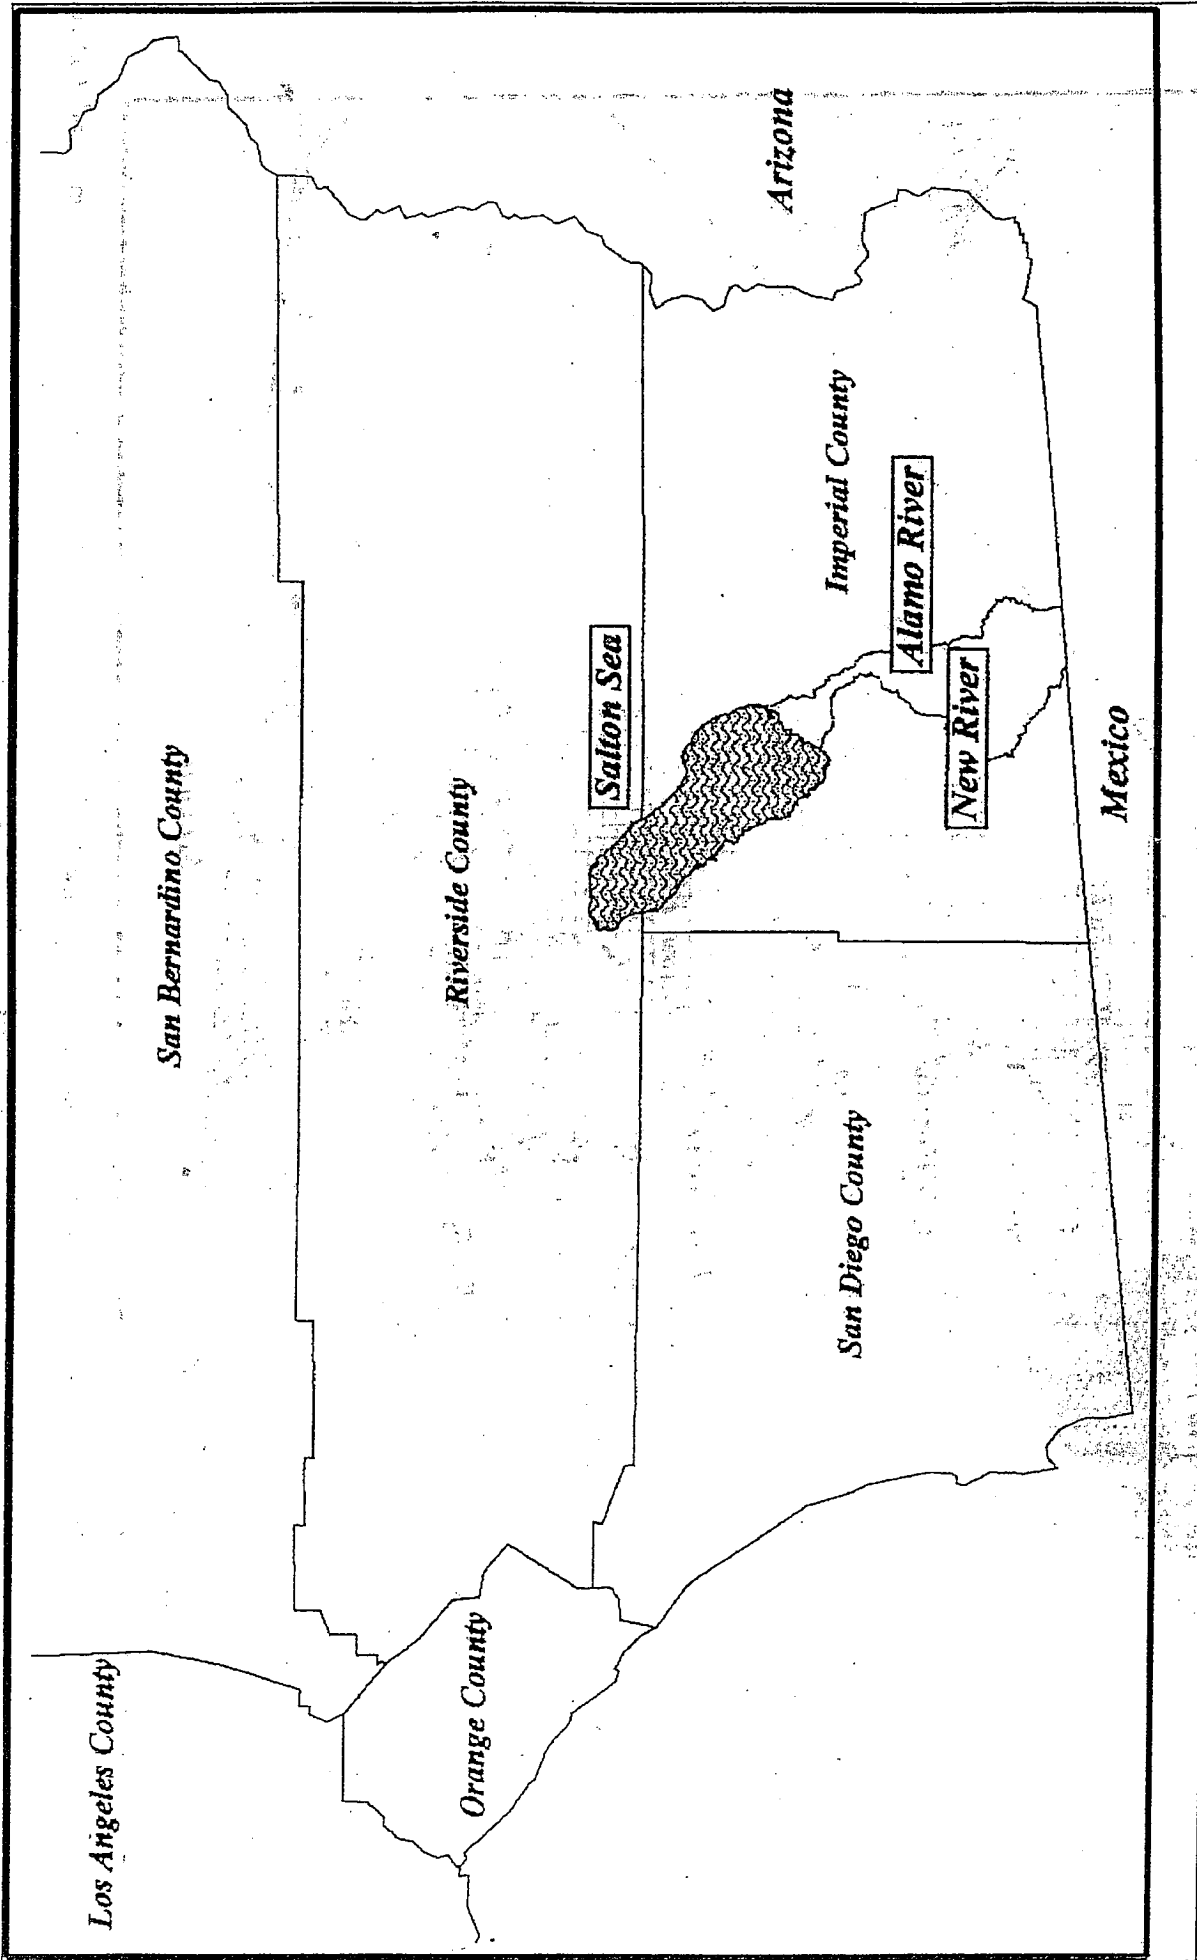 Los Angeles County
San Bernardino County
Riverside County
Orange County
Salton Sea
Arizona
San Diego County
Imperial County
Alamo River
New River
Mexico